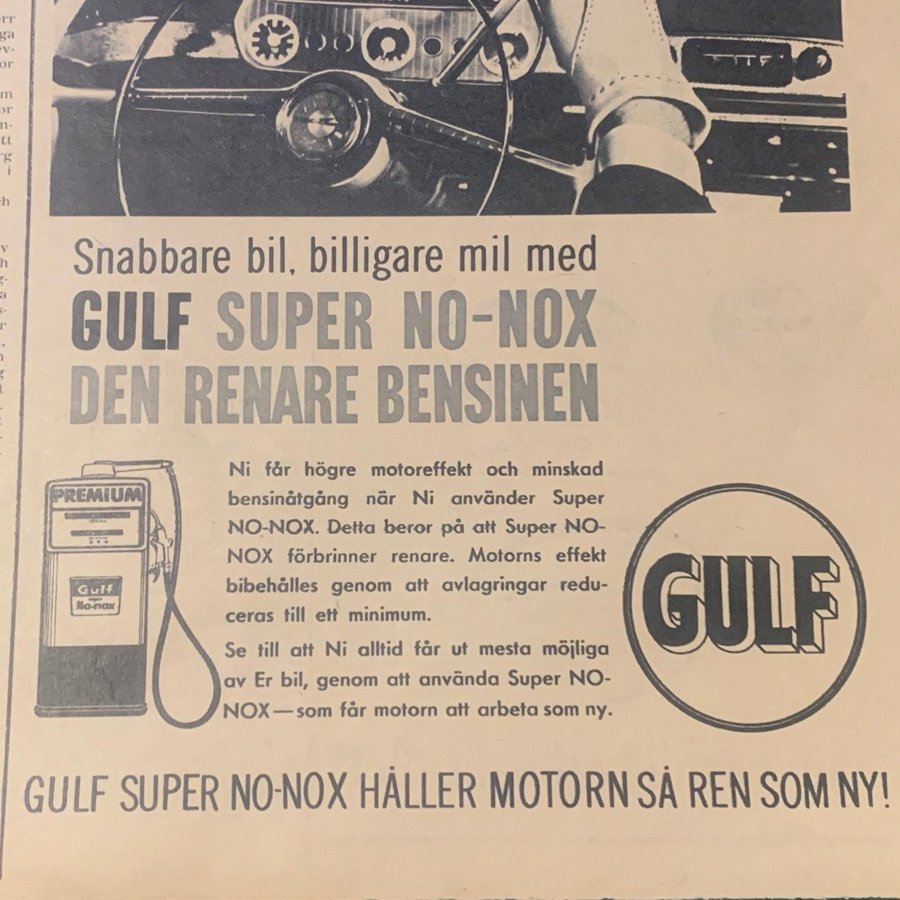 Snabbare bil, billigare mil med
GULF SUPER NO-NOX
DEN RENARE BENSINEN
PREMIUM
Gulf
No-nox
Ni får högre motoreffekt och minskad
bensinåtgång när Ni använder Super
NO-NOX. Detta beror på att Super NO-
NOX förbrinner renare. Motorns effekt
bibehålles genom att avlagringar redu-
ceras till ett minimum.
Se till att Ni alltid får ut mesta möjliga
av Er bil, genom att använda Super NO-
NOX—som får motorn att arbeta som ny.
GULF
GULF SUPER NO-NOX HÅLLER MOTORN SÅ REN SOM NY!